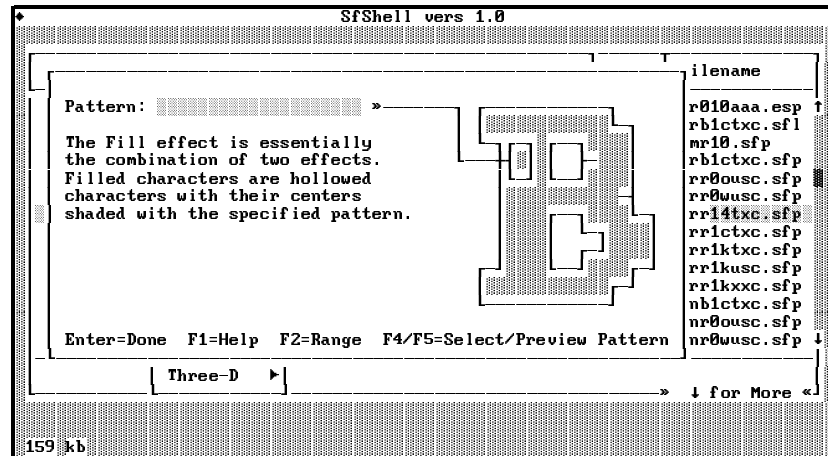 SfShell vers 1.0
ilename
Pattern:
r010aaa.esp
rb1ctxc.sfl
The Fill effect is essentially
mr10.sfp
the combination of two effects.
rb1ctxc.sfp
Filled characters are hollowed
rr0ousc.sfp
characters with their centers
rr0wusc.sfp
shaded with the specified pattern.
rr14txc.sfp
rr1ctxc.sfp
rr1ktxc.sfp
rr1kusc.sfp
rr1kxxc.sfp
nb1ctxc.sfp
nr0ousc.sfp
Enter=Done F1=Help F2=Range F4/F5=Select/Preview Pattern
nr0wusc.sfp
Three-D
↓ for More «
159 kb